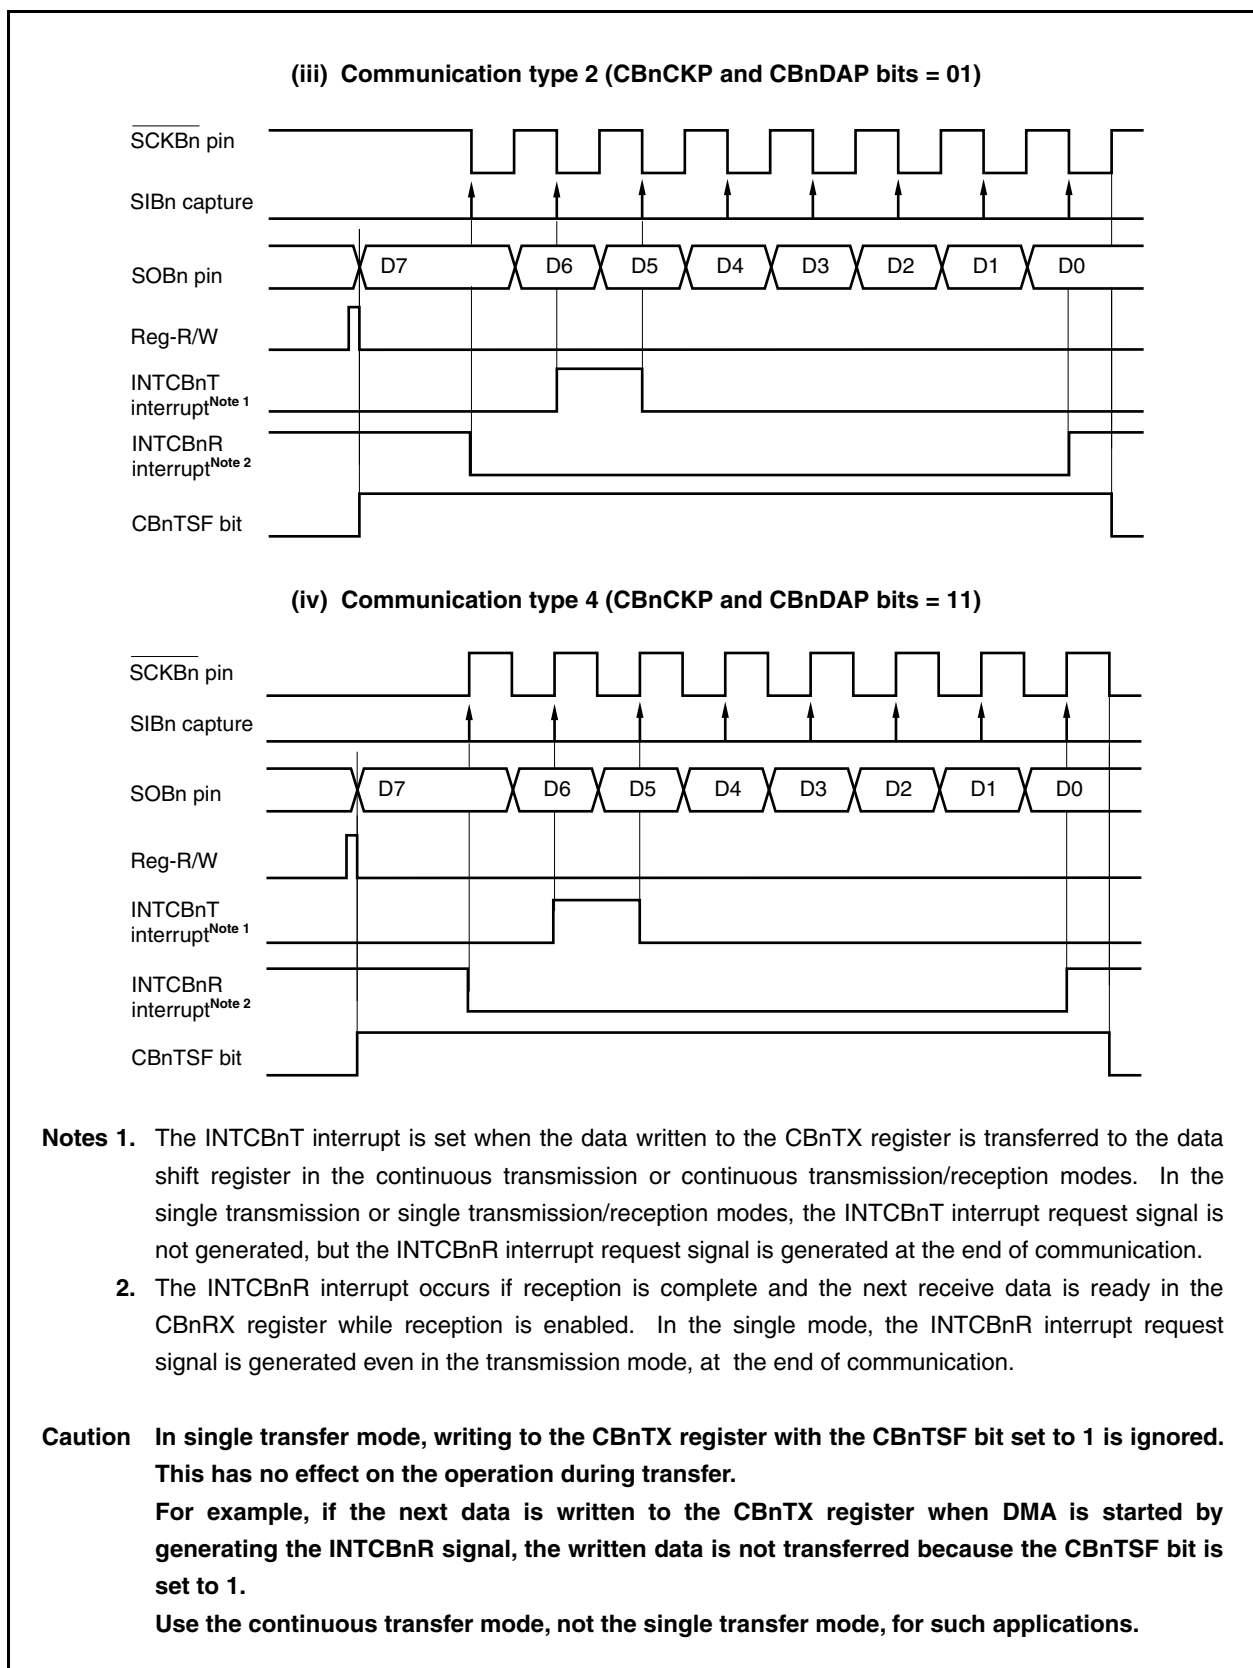 (iii) Communication type 2 (CBnCKP and CBnDAP bits = 01)
SCKBn pin
SIBn capture
SOBn pin D7 D6 D5 D4 D3 D2 D1 D0
Reg-R/W
INTCBnT
interruptNote 1
INTCBnR
interruptNote 2
CBnTSF bit
(iv) Communication type 4 (CBnCKP and CBnDAP bits = 11)
SCKBn pin
SIBn capture
SOBn pin D7 D6 D5 D4 D3 D2 D1 D0
Reg-R/W
INTCBnT
interruptNote 1
INTCBnR
interruptNote 2
CBnTSF bit
Notes 1. The INTCBnT interrupt is set when the data written to the CBnTX register is transferred to the data
shift register in the continuous transmission or continuous transmission/reception modes. In the
single transmission or single transmission/reception modes, the INTCBnT interrupt request signal is
not generated, but the INTCBnR interrupt request signal is generated at the end of communication.
2. The INTCBnR interrupt occurs if reception is complete and the next receive data is ready in the
CBnRX register while reception is enabled. In the single mode, the INTCBnR interrupt request
signal is generated even in the transmission mode, at the end of communication.
Caution In single transfer mode, writing to the CBnTX register with the CBnTSF bit set to 1 is ignored.
This has no effect on the operation during transfer.
For example, if the next data is written to the CBnTX register when DMA is started by
generating the INTCBnR signal, the written data is not transferred because the CBnTSF bit is
set to 1.
Use the continuous transfer mode, not the single transfer mode, for such applications.